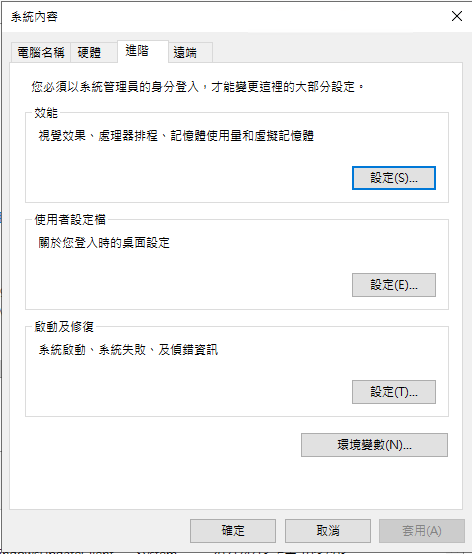 系統內容
電腦名稱 硬體 進階 遠端
您必須以系統管理員的身分登入，才能變更這裡的大部分設定。
效能
視覺效果、處理器排程、記憶體使用量和虛擬記憶體
設定(S)...
使用者設定檔
關於您登入時的桌面設定
設定(E)...
啟動及修復
系統啟動、系統失敗、及偵錯資訊
設定(T)...
環境變數(N)...
確定 取消 套用(A)